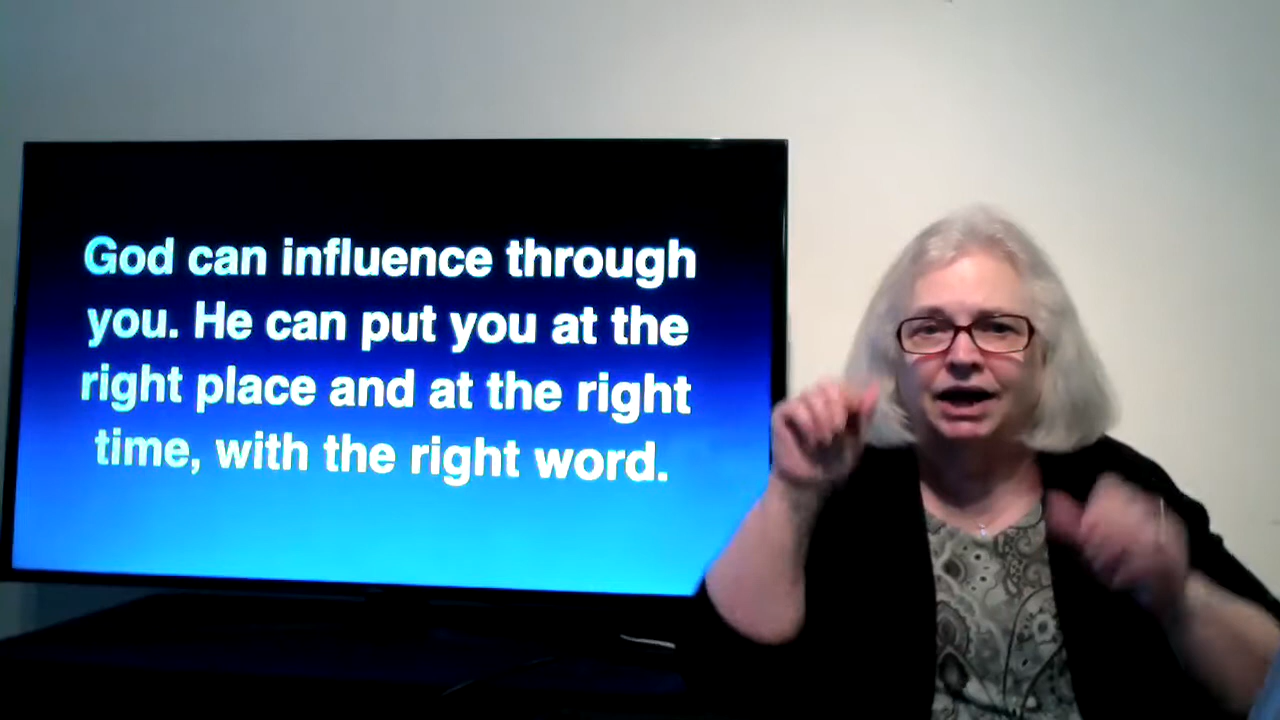 God can influence through
you. He can put you at the
right place and at the right
time, with the right word.